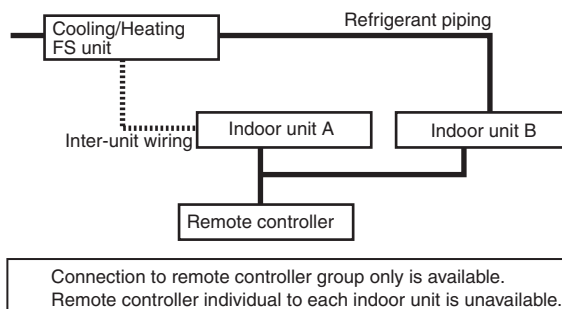 Cooling/Heating
FS unit
Refrigerant piping
Inter-unit wiring
Indoor unit A
Indoor unit B
Remote controller
Connection to remote controller group only is available.
Remote controller individual to each indoor unit is unavailable.